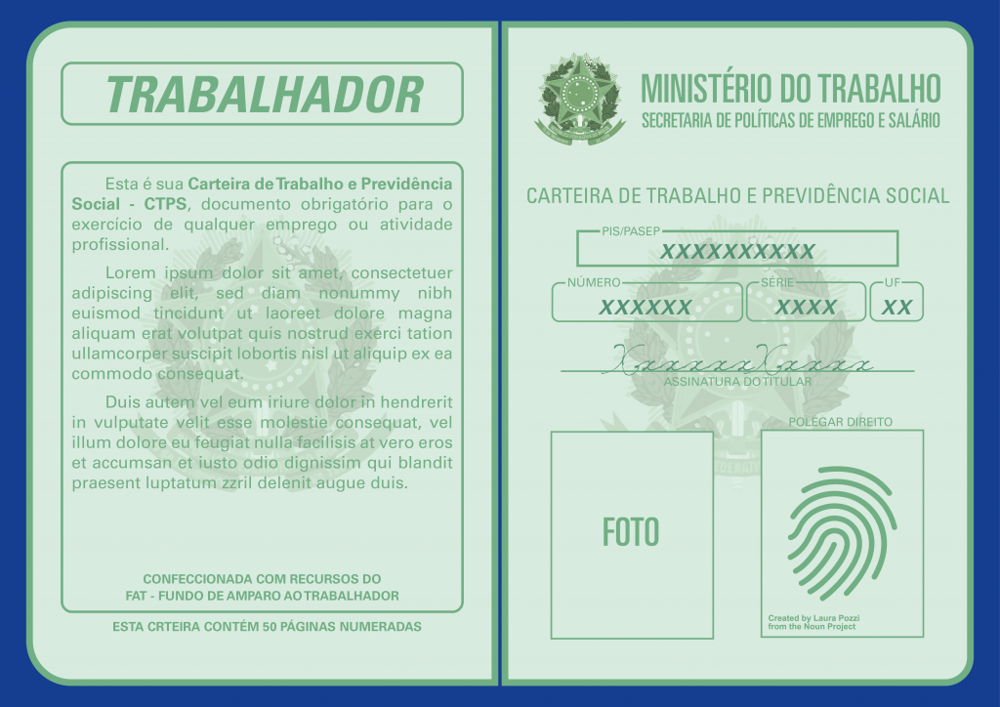 TRABALHADOR
Esta é sua Carteira de Trabalho e Previdência
Social - CTPS, documento obrigatório para o
exercício de qualquer emprego ou atividade
profissional.
Lorem ipsum dolor sit amet, consectetuer
adipiscing elit, sed diam nonummy nibh
euismod tincidunt ut laoreet dolore magna
aliquam erat volutpat quis nostrud exerci tation
ullamcorper suscipit lobortis nisl ut aliquip ex ea
commodo consequat.
Duis autem vel eum iriure dolor in hendrerit
in vulputate velit esse molestie consequat, vel
illum dolore eu feugiat nulla facilisis at vero eros
et accumsan et iusto odio dignissim qui blandit
praesent luptatum zzril delenit augue duis.
CONFECCIONADA COM RECURSOS DO
FAT - FUNDO DE AMPARO AO TRABALHADOR
ESTA CRTEIRA CONTÉM 50 PÁGINAS NUMERADAS
MINISTÉRIO DO TRABALHO
SECRETARIA DE POLÍTICAS DE EMPREGO E SALÁRIO
CARTEIRA DE TRABALHO E PREVIDÊNCIA SOCIAL
PIS/PASEP
XXXXXXXXXX
NÚMERO SÉRIE UF
XXXXXX XXXX XX
XxxxxxxXxxxxx
ASSINATURA DO TITULAR
POLEGAR DIREITO
FOTO
Created by Laura Pozzi
from the Noun Project